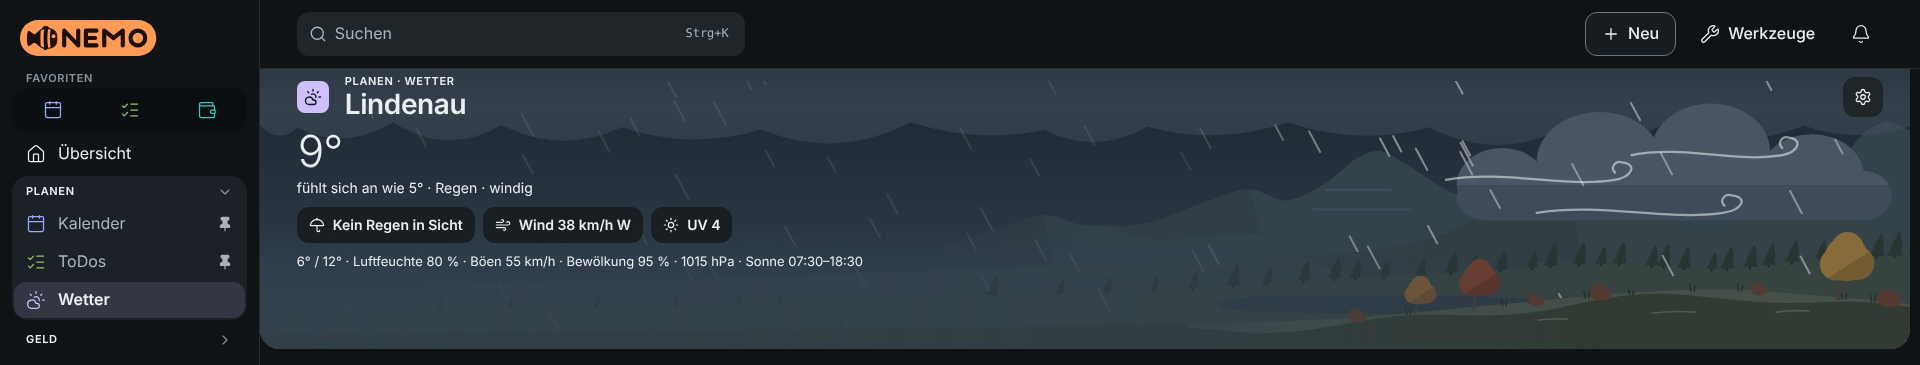 NEMO
FAVORITEN
Übersicht
PLANEN
Kalender
ToDos
Wetter
GELD
Suchen Strg+K
Neu
Werkzeuge
PLANEN · WETTER
Lindenau
9°
fühlt sich an wie 5° · Regen · windig
Kein Regen in Sicht Wind 38 km/h W UV 4
6° / 12° · Luftfeuchte 80 % · Böen 55 km/h · Bewölkung 95 % · 1015 hPa · Sonne 07:30–18:30